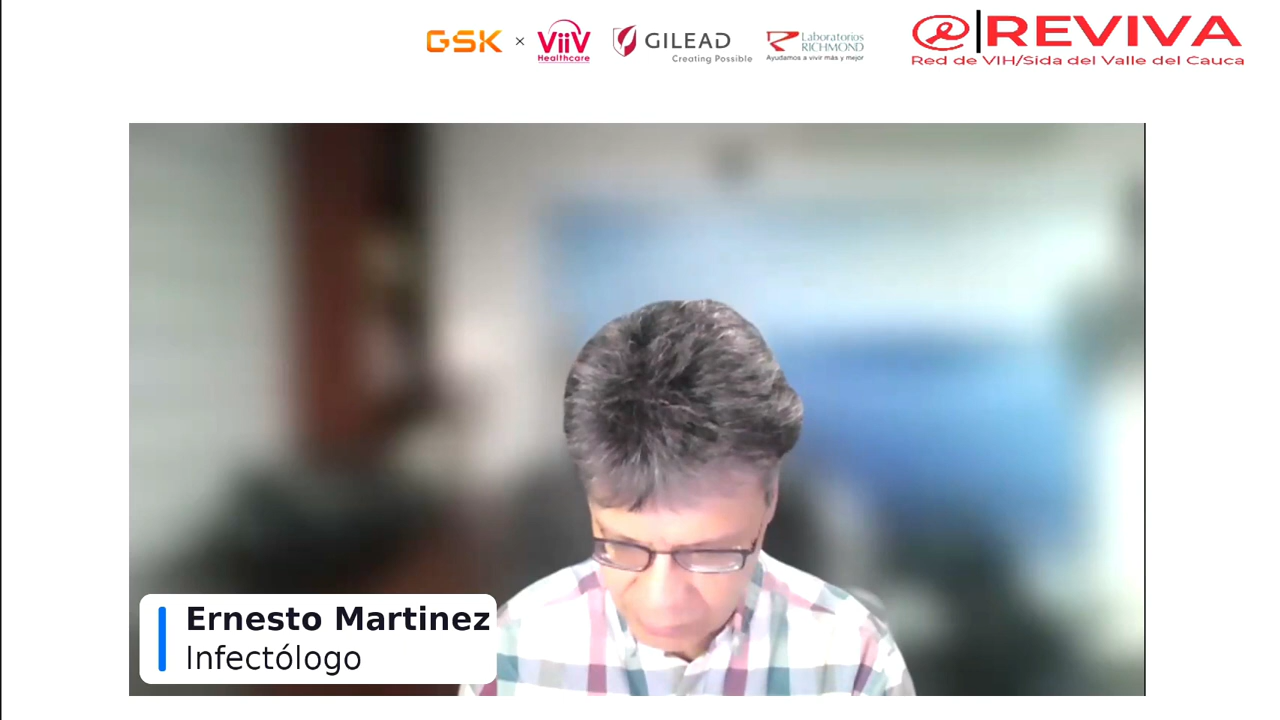 GSK × ViiV Healthcare
GILEAD
Creating Possible
Laboratorios
RICHMOND
Ayudamos a vivir más y mejor
REVIVA
Red de VIH/Sida del Valle del Cauca
Ernesto Martinez
Infectólogo